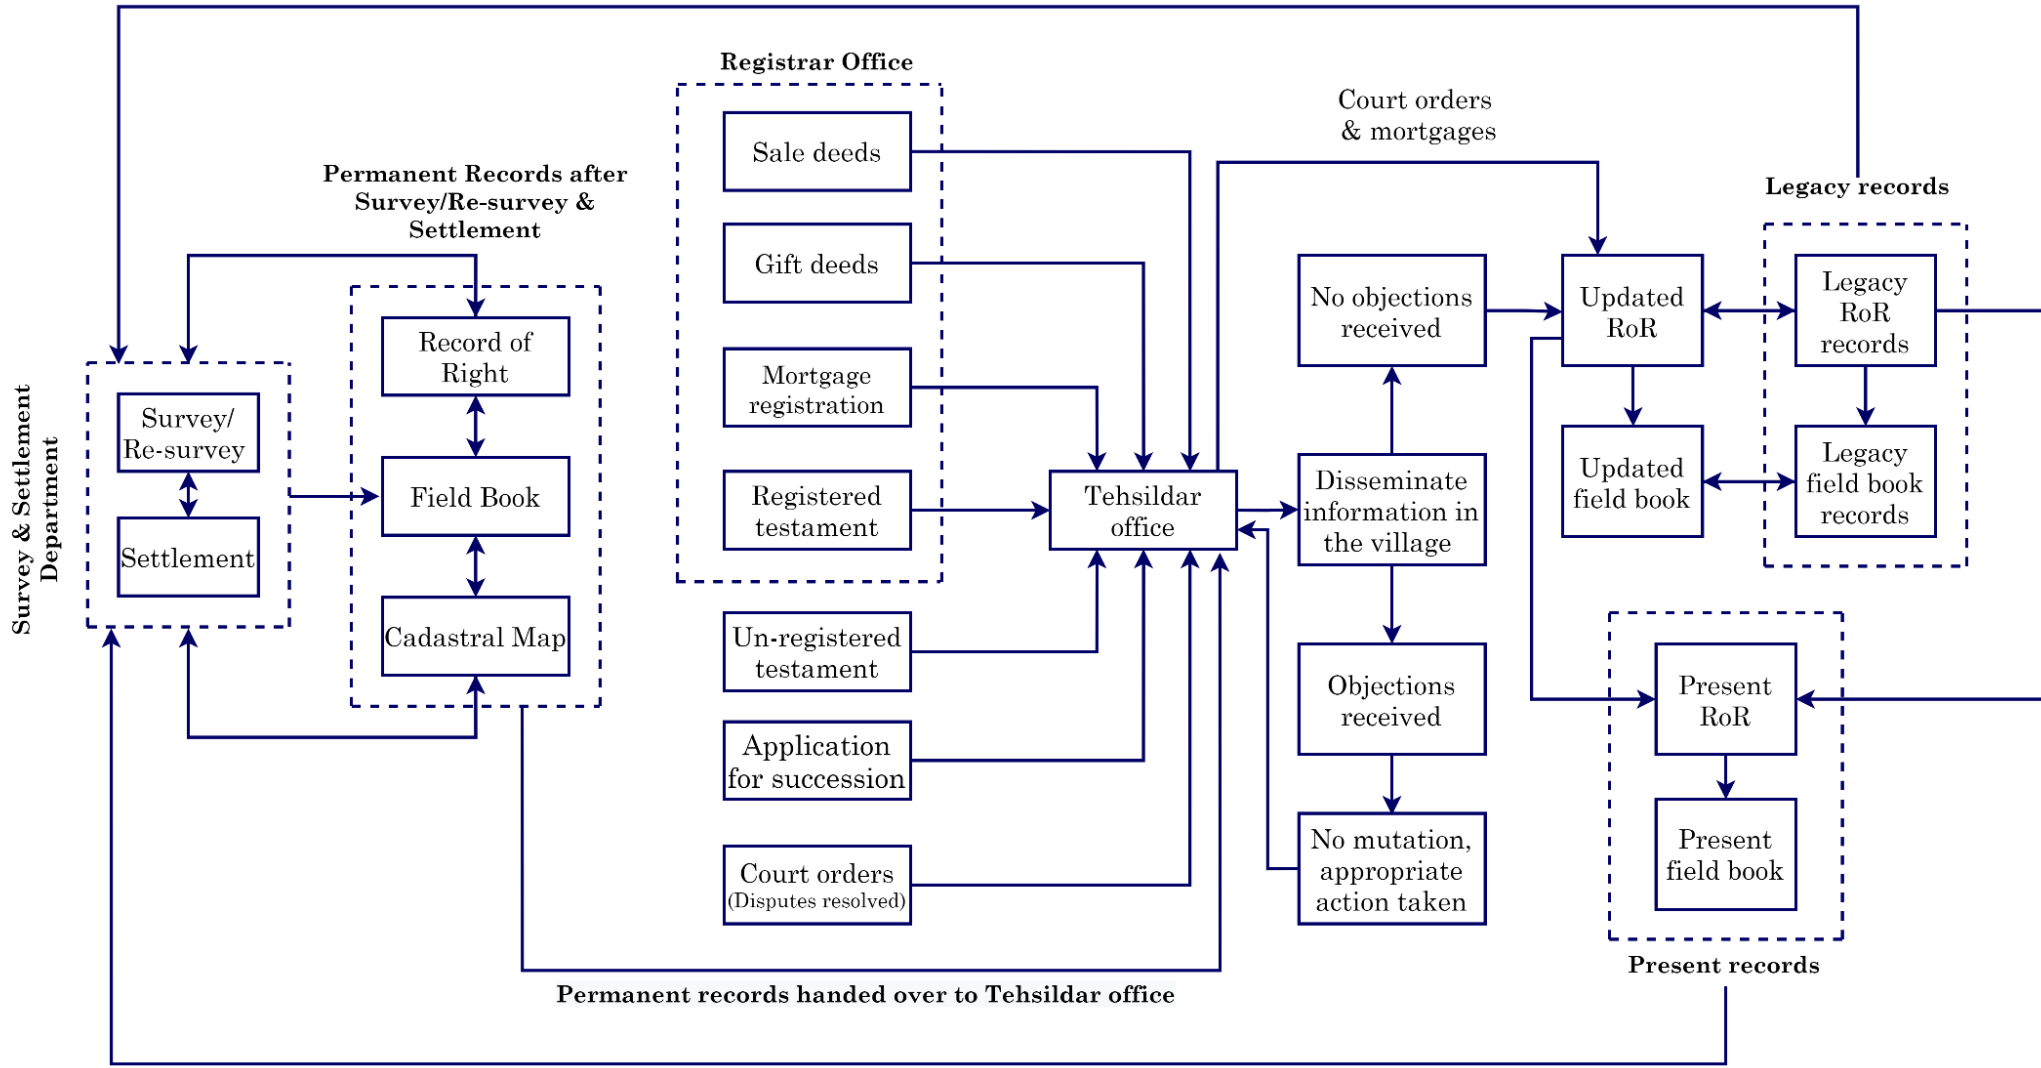 Survey & Settlement
Department
Survey/
Re-survey
Settlement
Permanent Records after
Survey/Re-survey &
Settlement
Record of
Right
Field Book
Cadastral Map
Registrar Office
Sale deeds
Gift deeds
Mortgage
registration
Registered
testament
Un-registered
testament
Application
for succession
Court orders
(Disputes resolved)
Permanent records handed over to Tehsildar office
Tehsildar
office
Court orders
& mortgages
No objections
received
Disseminate
information in
the village
Objections
received
No mutation,
appropriate
action taken
Updated
RoR
Updated
field book
Legacy records
Legacy
RoR
records
Legacy
field book
records
Present
RoR
Present
field book
Present records